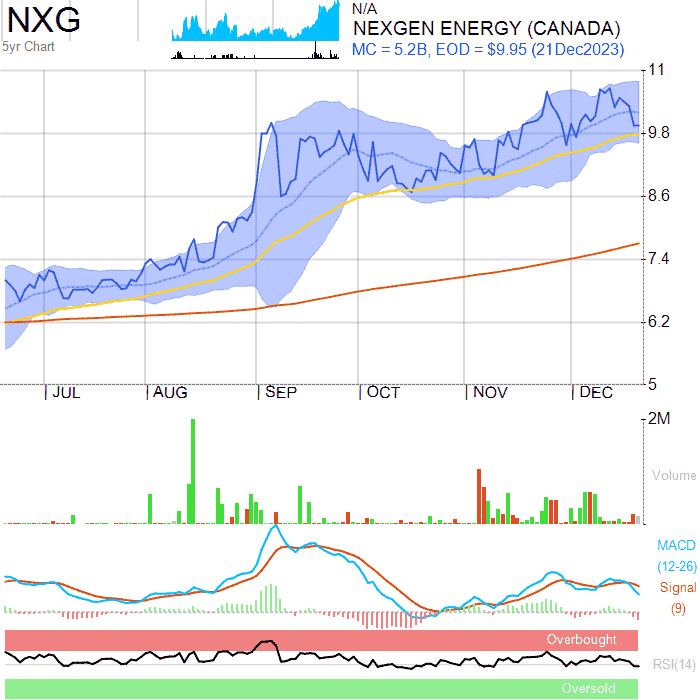 NXG
N/A
NEXGEN ENERGY (CANADA)
5yr Chart
MC = 5.2B, EOD = $9.95 (21Dec2023)
11
9.8
8.6
7.4
6.2
5
JUL AUG SEP OCT NOV DEC
2M
Volume
MACD
(12-26)
Signal
(9)
Overbought
RSI(14)
Oversold